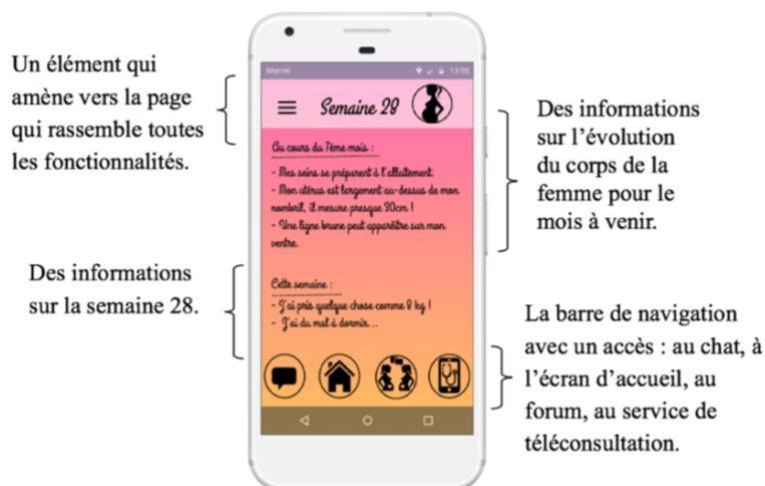 Un élément qui
amène vers la page
qui rassemble toutes
les fonctionnalités.
Des informations
sur la semaine 28.
Marvel
13:00
Semaine 28
Au cours du 7ème mois :
- Mes seins se préparent à l'allaitement.
- Mon utérus est largement au-dessus de mon
nombril, il mesure presque 30cm !
- Une ligne brune peut apparaître sur mon
ventre.
Cette semaine :
- J'ai pris quelque chose comme 8 kg !
- J'ai du mal à dormir...
Des informations
sur l'évolution
du corps de la
femme pour le
mois à venir.
La barre de navigation
avec un accès : au chat, à
l'écran d'accueil, au
forum, au service de
téléconsultation.